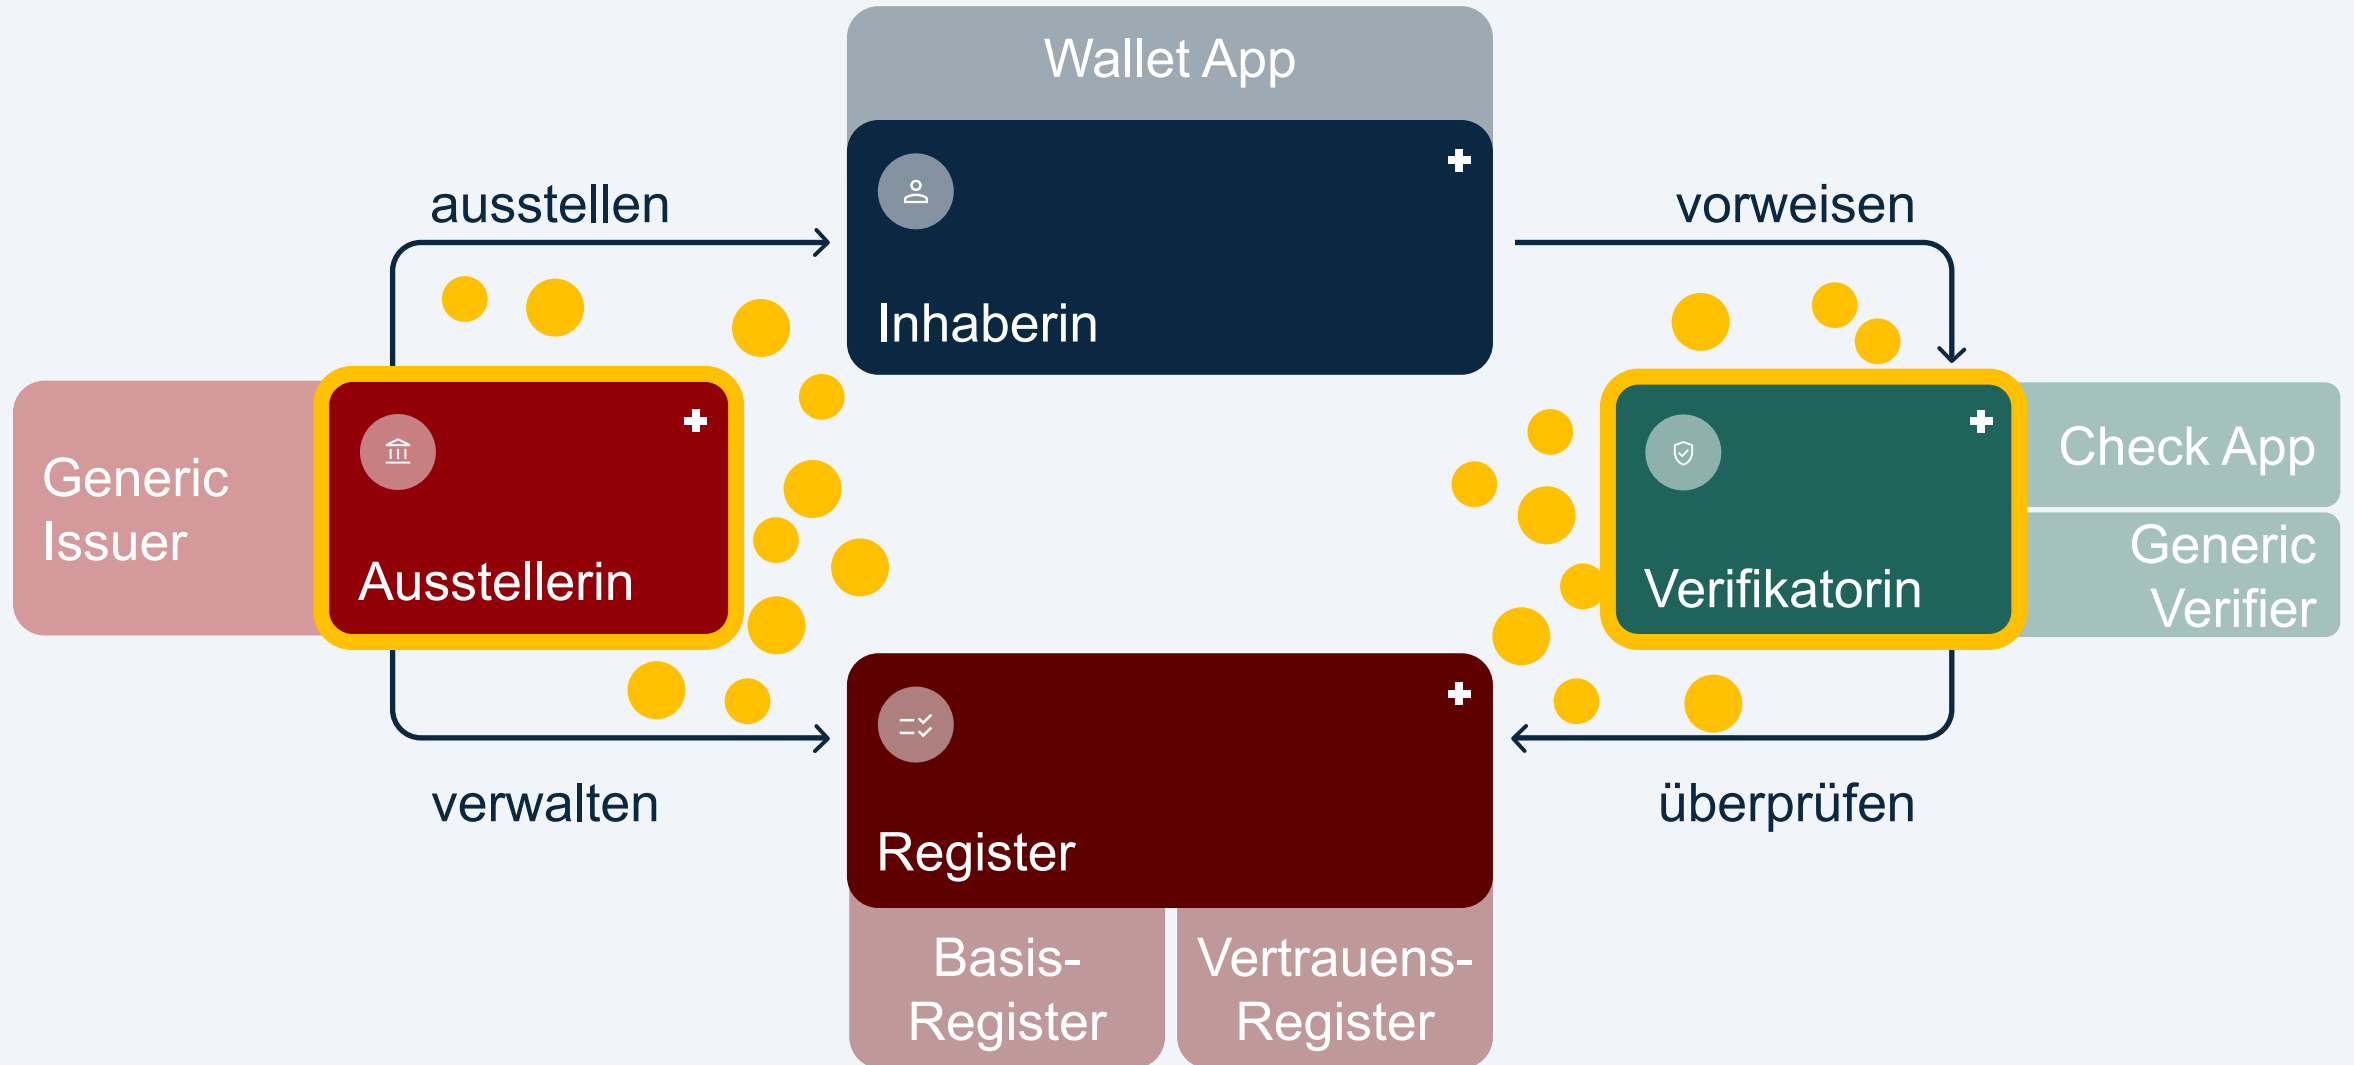 Wallet App
ausstellen
vorweisen
Inhaberin
Generic
Issuer
Ausstellerin
Verifikatorin
Check App
Generic
Verifier
verwalten
überprüfen
Register
Basis-
Register
Vertrauens-
Register